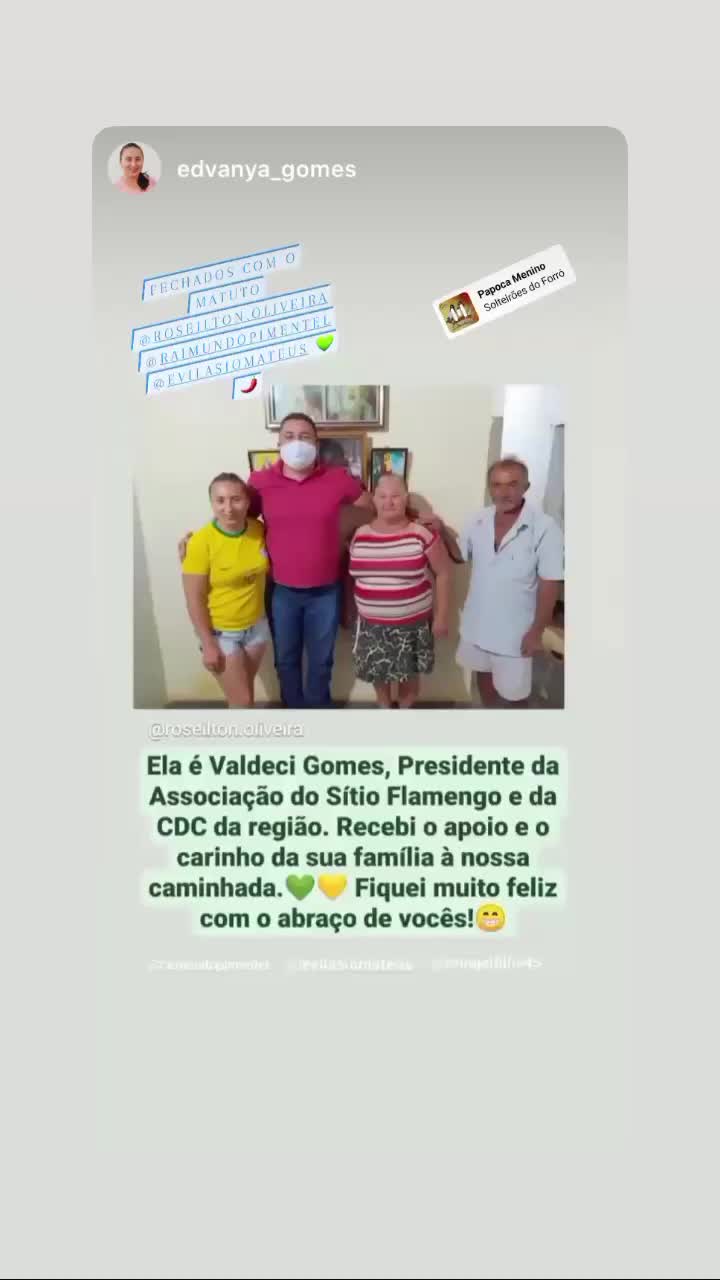 edvanya_gomes
FECHADOS COM O
MATUTO
@ROSEILTON.OLIVEIRA
@RAIMUNDOPIMENTEL
@EVILASIOMATEUS 💚
🌶️
Papoca Menino
Solteirões do Forró
@roseilton.oliveira
Ela é Valdeci Gomes, Presidente da
Associação do Sítio Flamengo e da
CDC da região. Recebi o apoio e o
carinho da sua família à nossa
caminhada.💚💛 Fiquei muito feliz
com o abraço de vocês!😁
@raimundopimentel @evilasiomateus